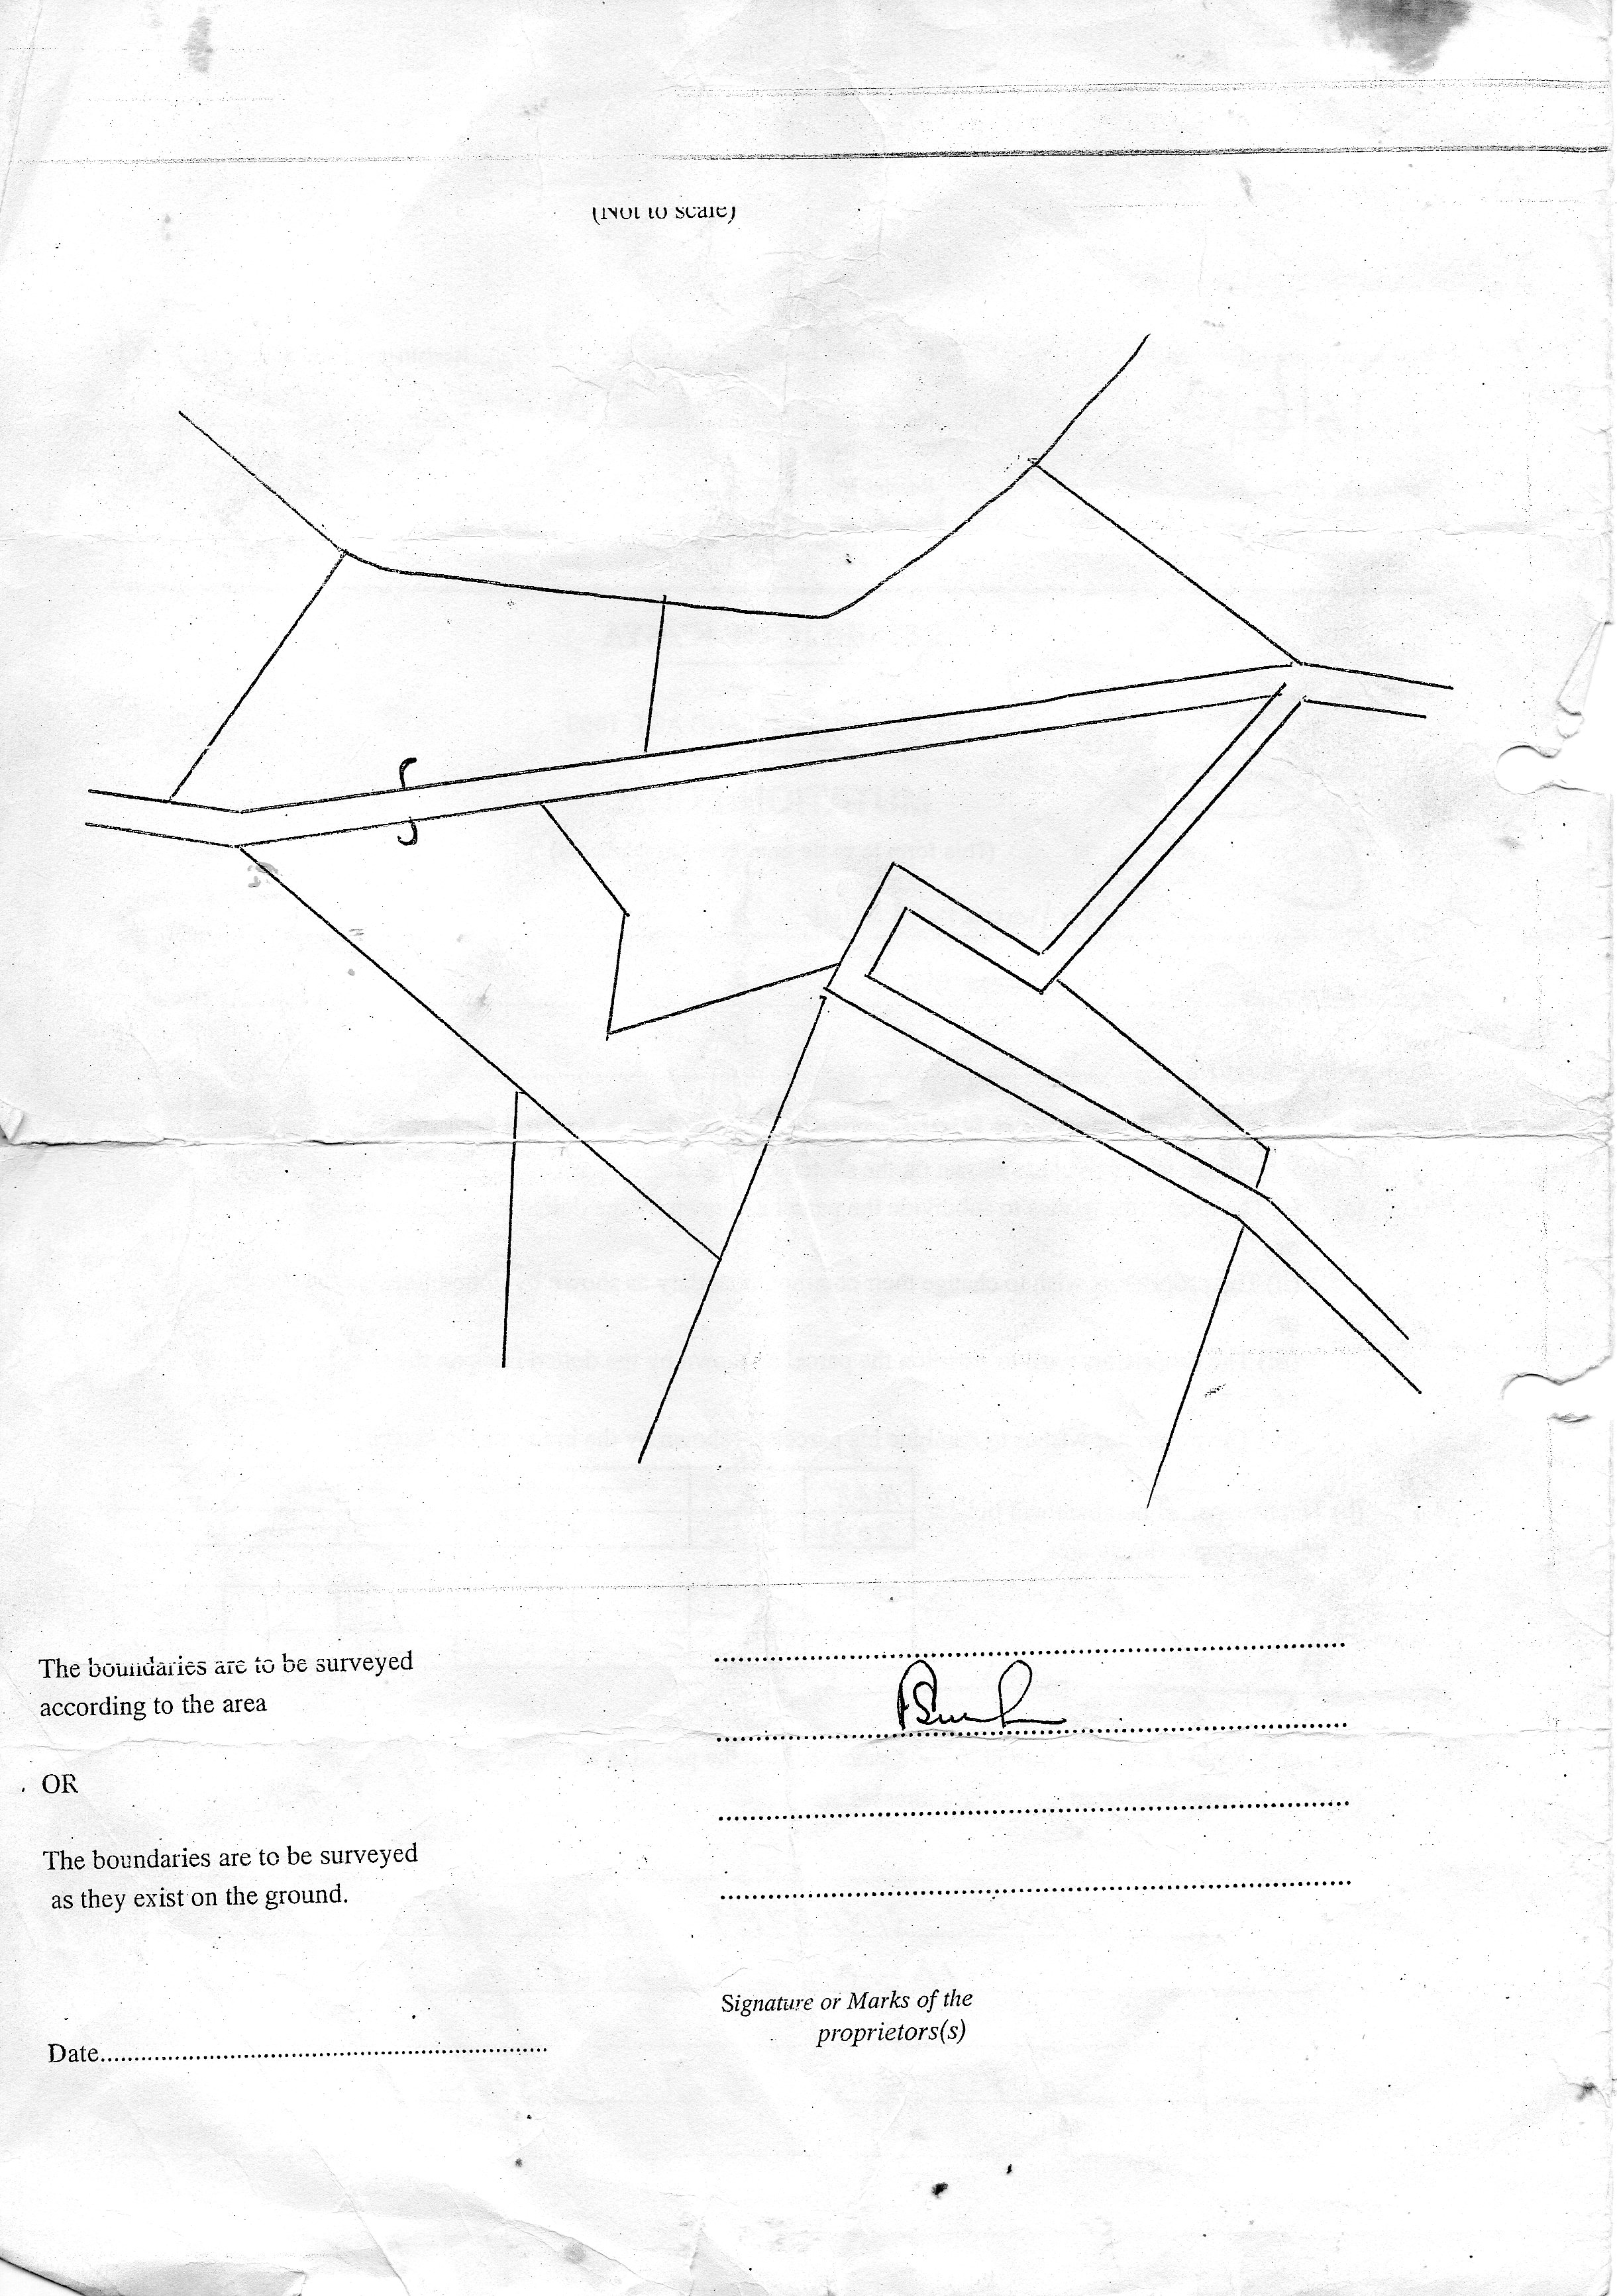 (Not to scale)
The boundaries are to be surveyed
according to the area
OR
The boundaries are to be surveyed
as they exist on the ground.
Signature or Marks of the
proprietors(s)
Date